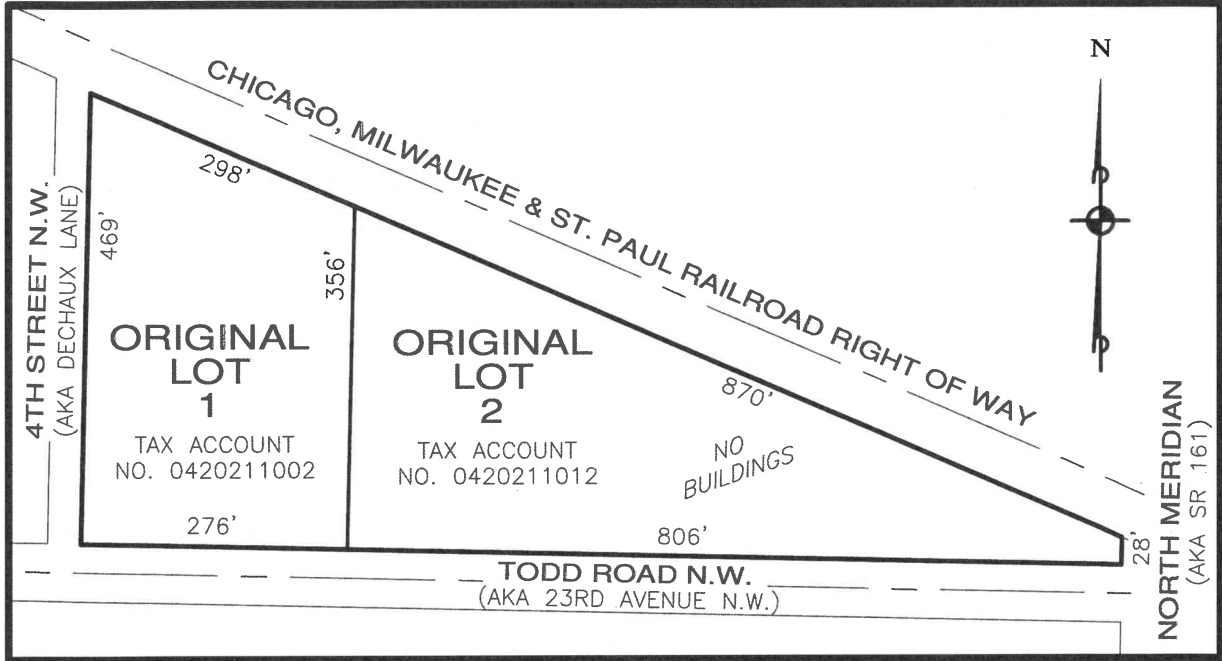 N
CHICAGO, MILWAUKEE & ST. PAUL RAILROAD RIGHT OF WAY
298'
4TH STREET N.W.
(AKA DECHAUX LANE)
469'
356'
ORIGINAL
LOT
1
TAX ACCOUNT
NO. 0420211002
276'
ORIGINAL
LOT
2
TAX ACCOUNT
NO. 0420211012
870'
NO
BUILDINGS
806'
28'
NORTH MERIDIAN
(AKA SR 161)
TODD ROAD N.W.
(AKA 23RD AVENUE N.W.)